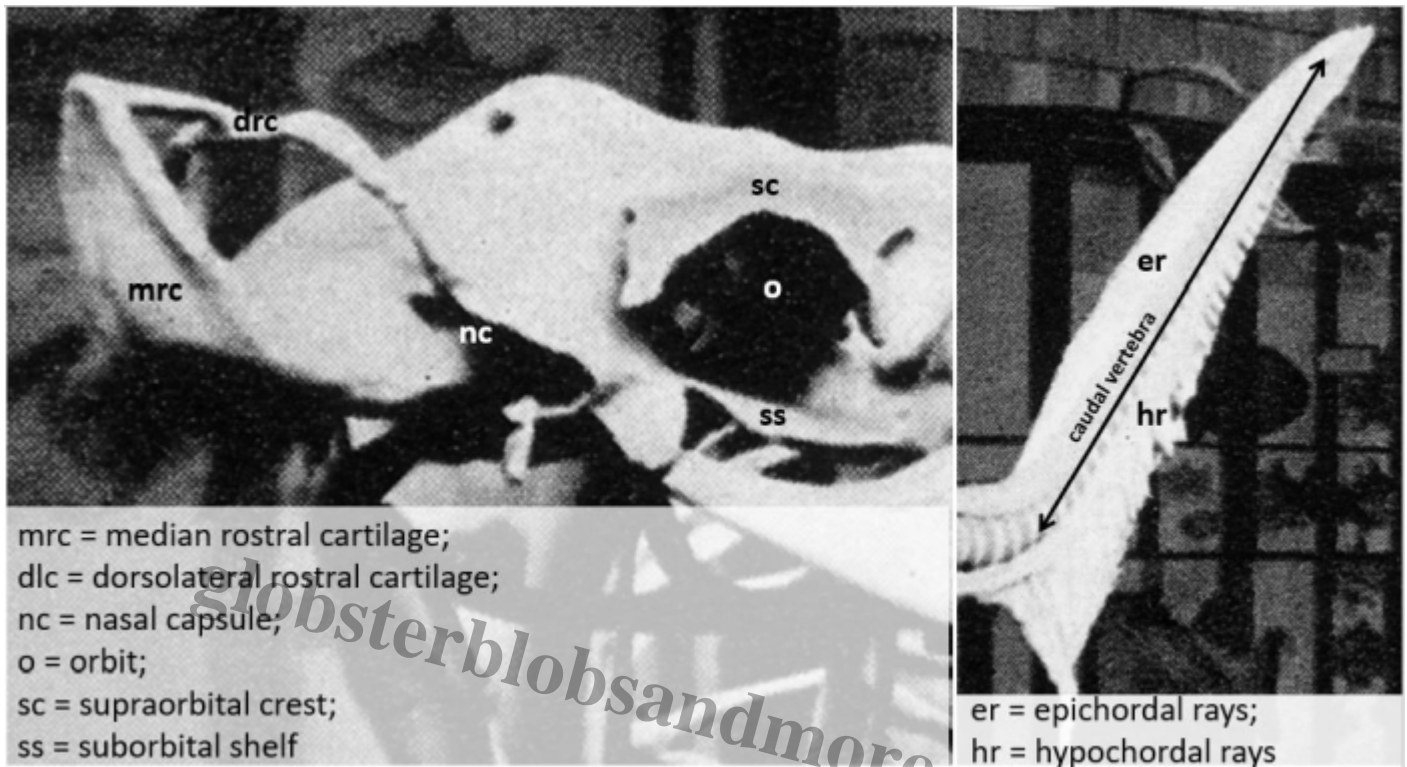 drc
sc
mrc
o
nc
ss
er
caudal vertebra
hr
mrc = median rostral cartilage;
dlc = dorsolateral rostral cartilage;
nc = nasal capsule;
o = orbit;
sc = supraorbital crest;
ss = suborbital shelf
globsterblobsandmore
er = epichordal rays;
hr = hypochordal rays